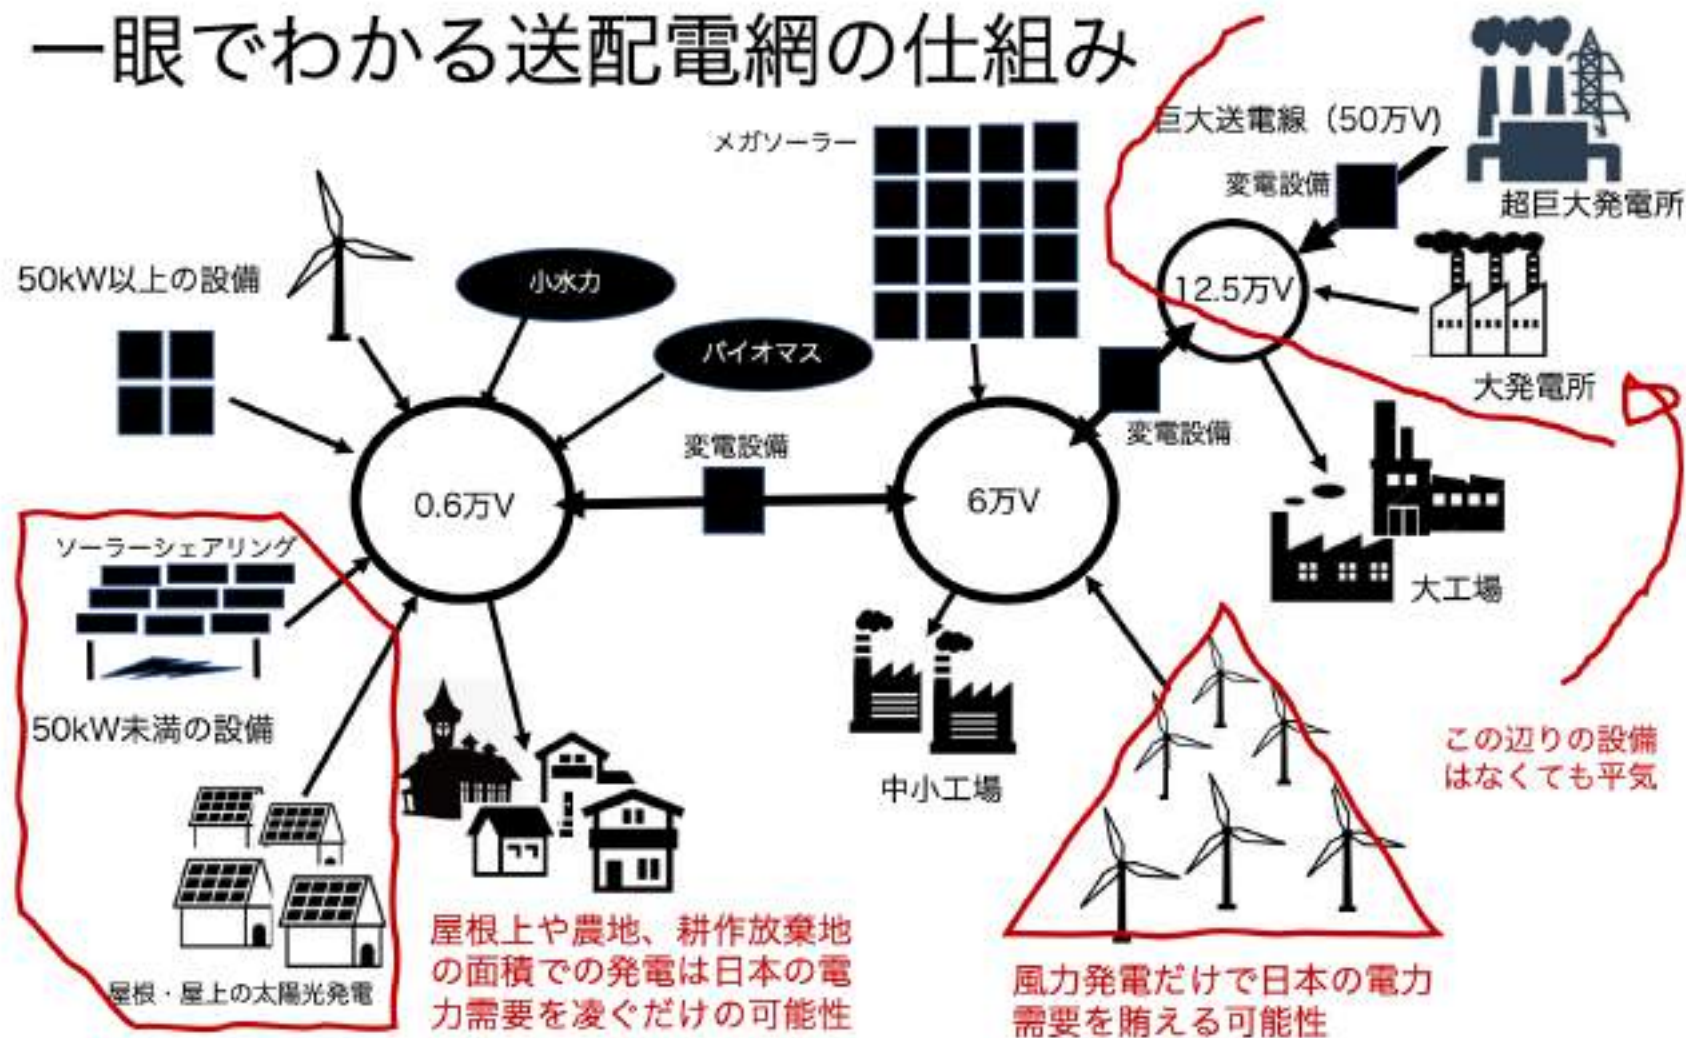 一眼でわかる送配電網の仕組み
メガソーラー
巨大送電線（50万V)
変電設備
超巨大発電所
50kW以上の設備
小水力
12.5万V
バイオマス
大発電所
変電設備
変電設備
0.6万V
6万V
ソーラーシェアリング
大工場
50kW未満の設備
この辺りの設備
はなくても平気
中小工場
屋根上や農地、耕作放棄地
の面積での発電は日本の電
力需要を凌ぐだけの可能性
風力発電だけで日本の電力
需要を賄える可能性
屋根・屋上の太陽光発電